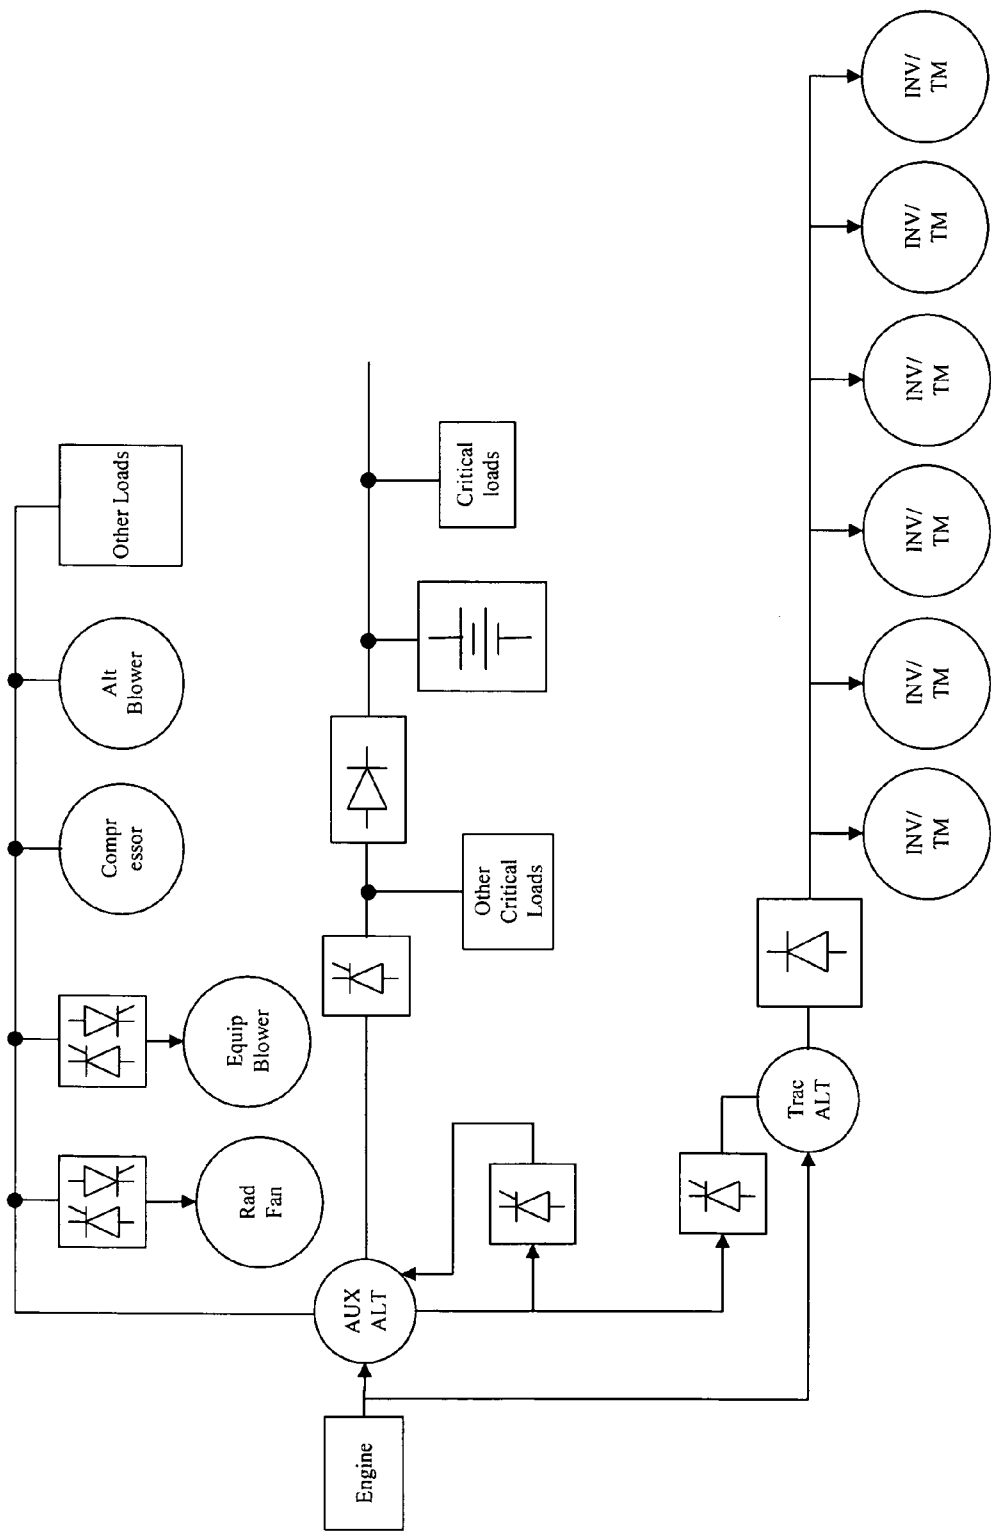 Rad
Fan
Equip
Blower
Compr
essor
Alt
Blower
Other Loads
Engine
AUX
ALT
Other
Critical
Loads
Critical
loads
Trac
ALT
INV/
TM
INV/
TM
INV/
TM
INV/
TM
INV/
TM
INV/
TM